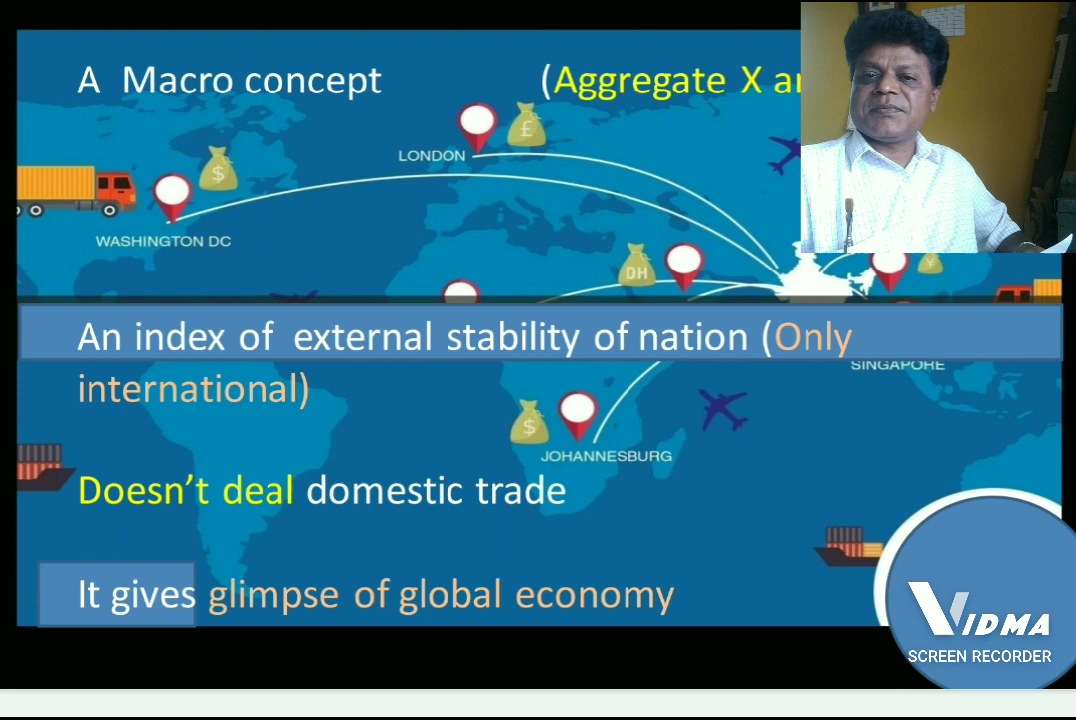 A Macro concept (Aggregate X
£
LONDON
$
WASHINGTON DC
DH
¥
An index of external stability of nation (Only
SINGAPORE
international)
$
JOHANNESBURG
Doesn't deal domestic trade
It gives glimpse of global economy
VIDMA
SCREEN RECORDER